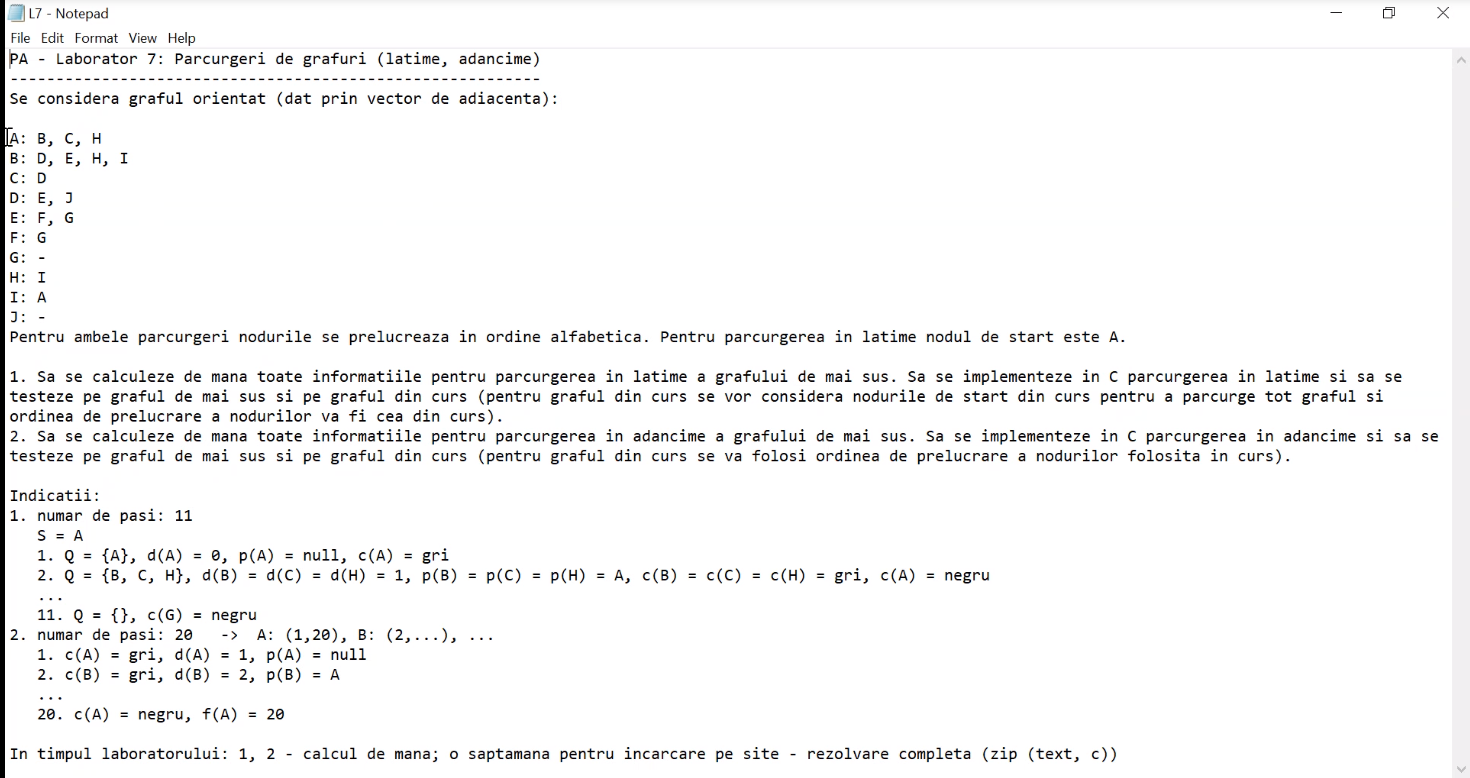 L7 - Notepad
File Edit Format View Help
PA - Laborator 7: Parcurgeri de grafuri (latime, adancime)
----------------------------------------------------------
Se considera graful orientat (dat prin vector de adiacenta):
A: B, C, H
B: D, E, H, I
C: D
D: E, J
E: F, G
F: G
G: -
H: I
I: A
J: -
Pentru ambele parcurgeri nodurile se prelucreaza in ordine alfabetica. Pentru parcurgerea in latime nodul de start este A.
1. Sa se calculeze de mana toate informatiile pentru parcurgerea in latime a grafului de mai sus. Sa se implementeze in C parcurgerea in latime si sa se
testeze pe graful de mai sus si pe graful din curs (pentru graful din curs se vor considera nodurile de start din curs pentru a parcurge tot graful si
ordinea de prelucrare a nodurilor va fi cea din curs).
2. Sa se calculeze de mana toate informatiile pentru parcurgerea in adancime a grafului de mai sus. Sa se implementeze in C parcurgerea in adancime si sa se
testeze pe graful de mai sus si pe graful din curs (pentru graful din curs se va folosi ordinea de prelucrare a nodurilor folosita in curs).
Indicatii:
1. numar de pasi: 11
S = A
1. Q = {A}, d(A) = 0, p(A) = null, c(A) = gri
2. Q = {B, C, H}, d(B) = d(C) = d(H) = 1, p(B) = p(C) = p(H) = A, c(B) = c(C) = c(H) = gri, c(A) = negru
...
11. Q = {}, c(G) = negru
2. numar de pasi: 20 -> A: (1,20), B: (2,...), ...
1. c(A) = gri, d(A) = 1, p(A) = null
2. c(B) = gri, d(B) = 2, p(B) = A
...
20. c(A) = negru, f(A) = 20
In timpul laboratorului: 1, 2 - calcul de mana; o saptamana pentru incarcare pe site - rezolvare completa (zip (text, c))